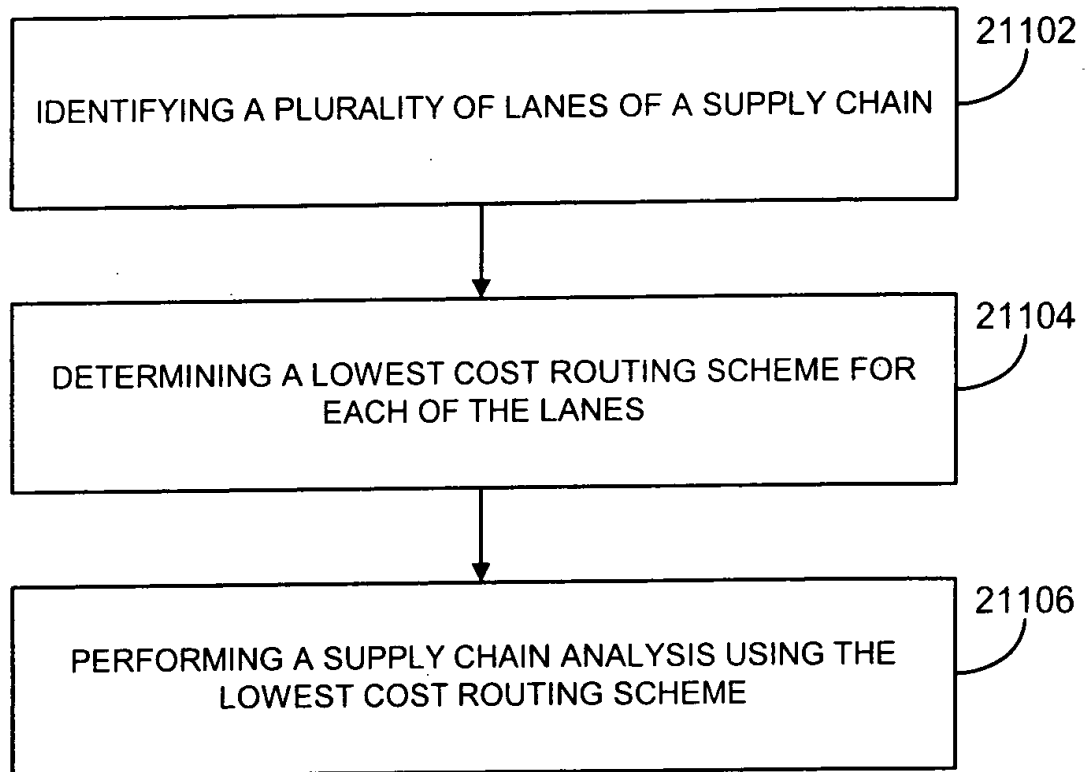 21102
IDENTIFYING A PLURALITY OF LANES OF A SUPPLY CHAIN
21104
DETERMINING A LOWEST COST ROUTING SCHEME FOR
EACH OF THE LANES
21106
PERFORMING A SUPPLY CHAIN ANALYSIS USING THE
LOWEST COST ROUTING SCHEME